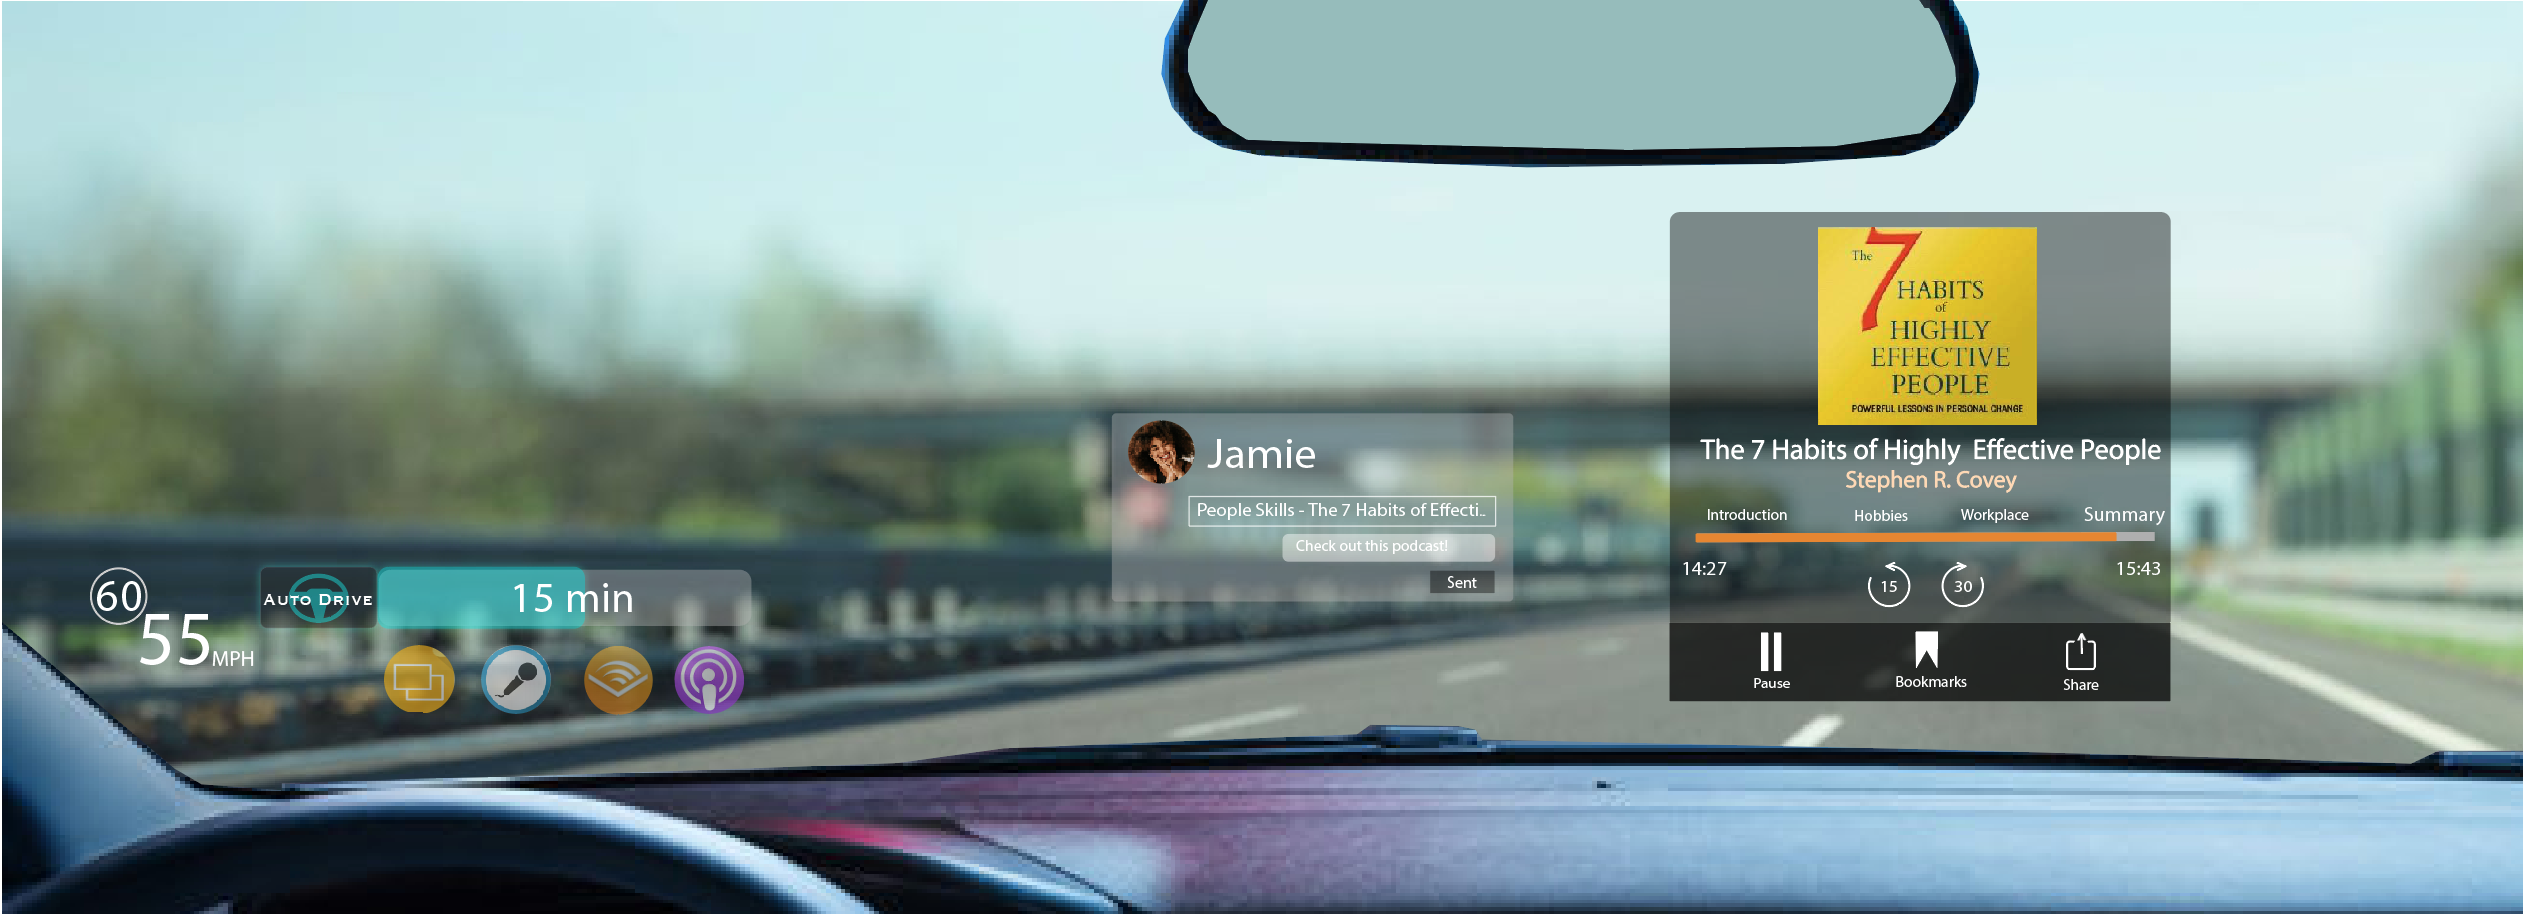 The 7
HABITS
of
HIGHLY
EFFECTIVE
PEOPLE
POWERFUL LESSONS IN PERSONAL CHANGE
The 7 Habits of Highly Effective People
Stephen R. Covey
Introduction Hobbies Workplace Summary
14:27 15:43
15 30
Pause Bookmarks Share
Jamie
People Skills - The 7 Habits of Effecti..
Check out this podcast!
Sent
60
55 MPH
AUTO DRIVE
15 min